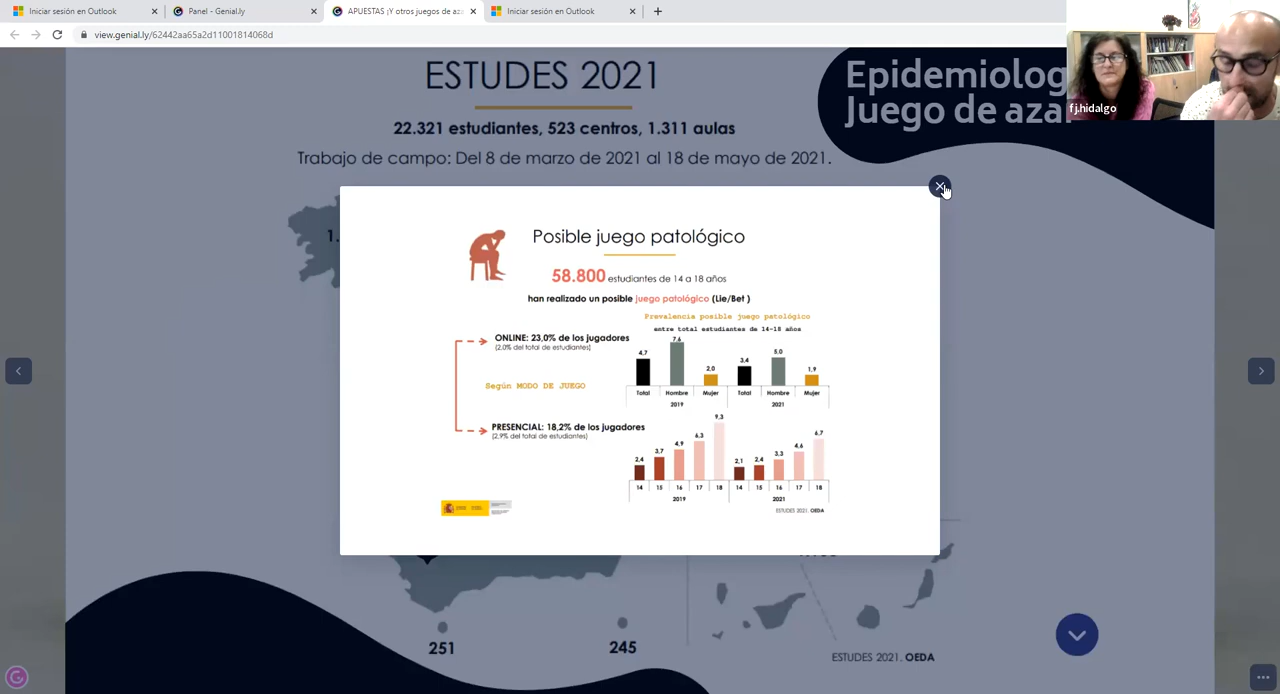 Iniciar sesión en Outlook
Panel - Genial.ly
APUESTAS ¡Y otros juegos de aza
Iniciar sesión en Outlook
view.genial.ly/62442aa65a2d11001814068d
f j.hidalgo
ESTUDES 2021
22.321 estudiantes, 523 centros, 1.311 aulas
Trabajo de campo: Del 8 de marzo de 2021 al 18 de mayo de 2021.
Epidemiolog
Juego de azar
1.
Posible juego patológico
58.800 estudiantes de 14 a 18 años
han realizado un posible juego patológico (Lie/Bet )
Prevalencia posible juego patológico
entre total estudiantes de 14-18 años
ONLINE: 23,0% de los jugadores
(2,0% del total de estudiantes)
Según MODO DE JUEGO
PRESENCIAL: 18,2% de los jugadores
(2,9% del total de estudiantes)
4,7 7,6 2,0 3,4 5,0 1,9
Total Hombre Mujer Total Hombre Mujer
2019 2021
2,4 3,7 4,9 6,3 9,3 2,1 2,4 3,3 4,6 6,7
14 15 16 17 18 14 15 16 17 18
2019 2021
ESTUDES 2021. OEDA
251
245
ESTUDES 2021. OEDA